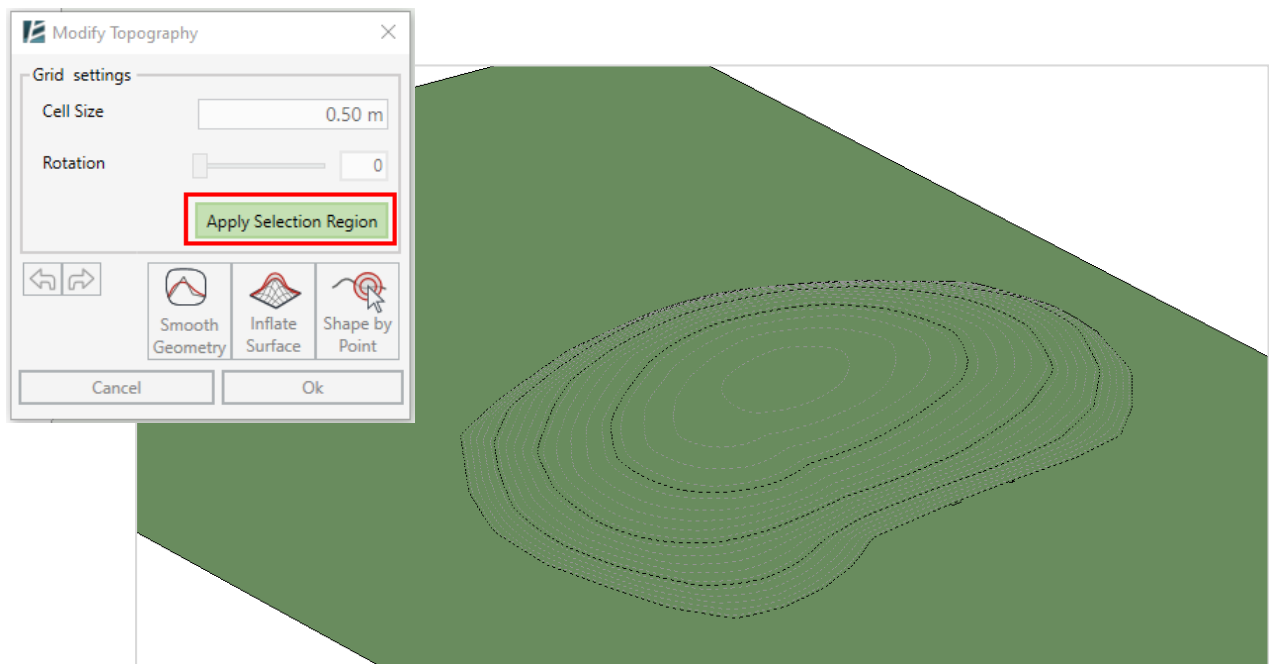 Modify Topography
Grid settings
Cell Size
0.50 m
Rotation
0
Apply Selection Region
Smooth
Geometry
Inflate
Surface
Shape by
Point
Cancel
Ok